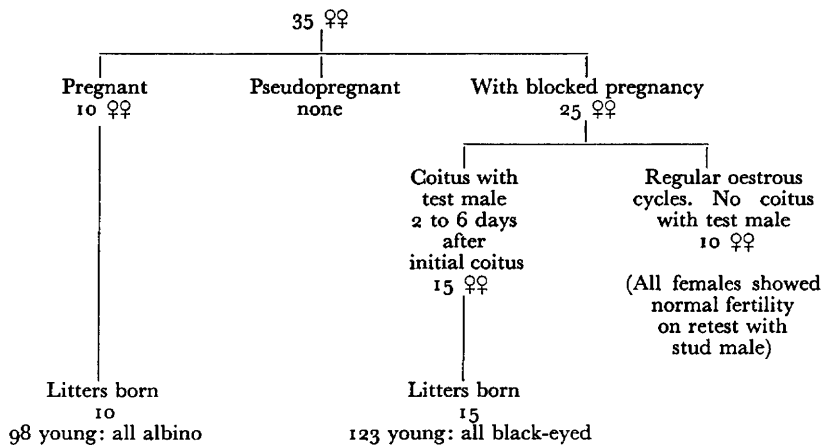 35 ♀♀
Pregnant
10 ♀♀
Pseudopregnant
none
With blocked pregnancy
25 ♀♀
Coitus with
test male
2 to 6 days
after
initial coitus
15 ♀♀
Regular oestrous
cycles. No coitus
with test male
10 ♀♀
(All females showed
normal fertility
on retest with
stud male)
Litters born
10
98 young: all albino
Litters born
15
123 young: all black-eyed